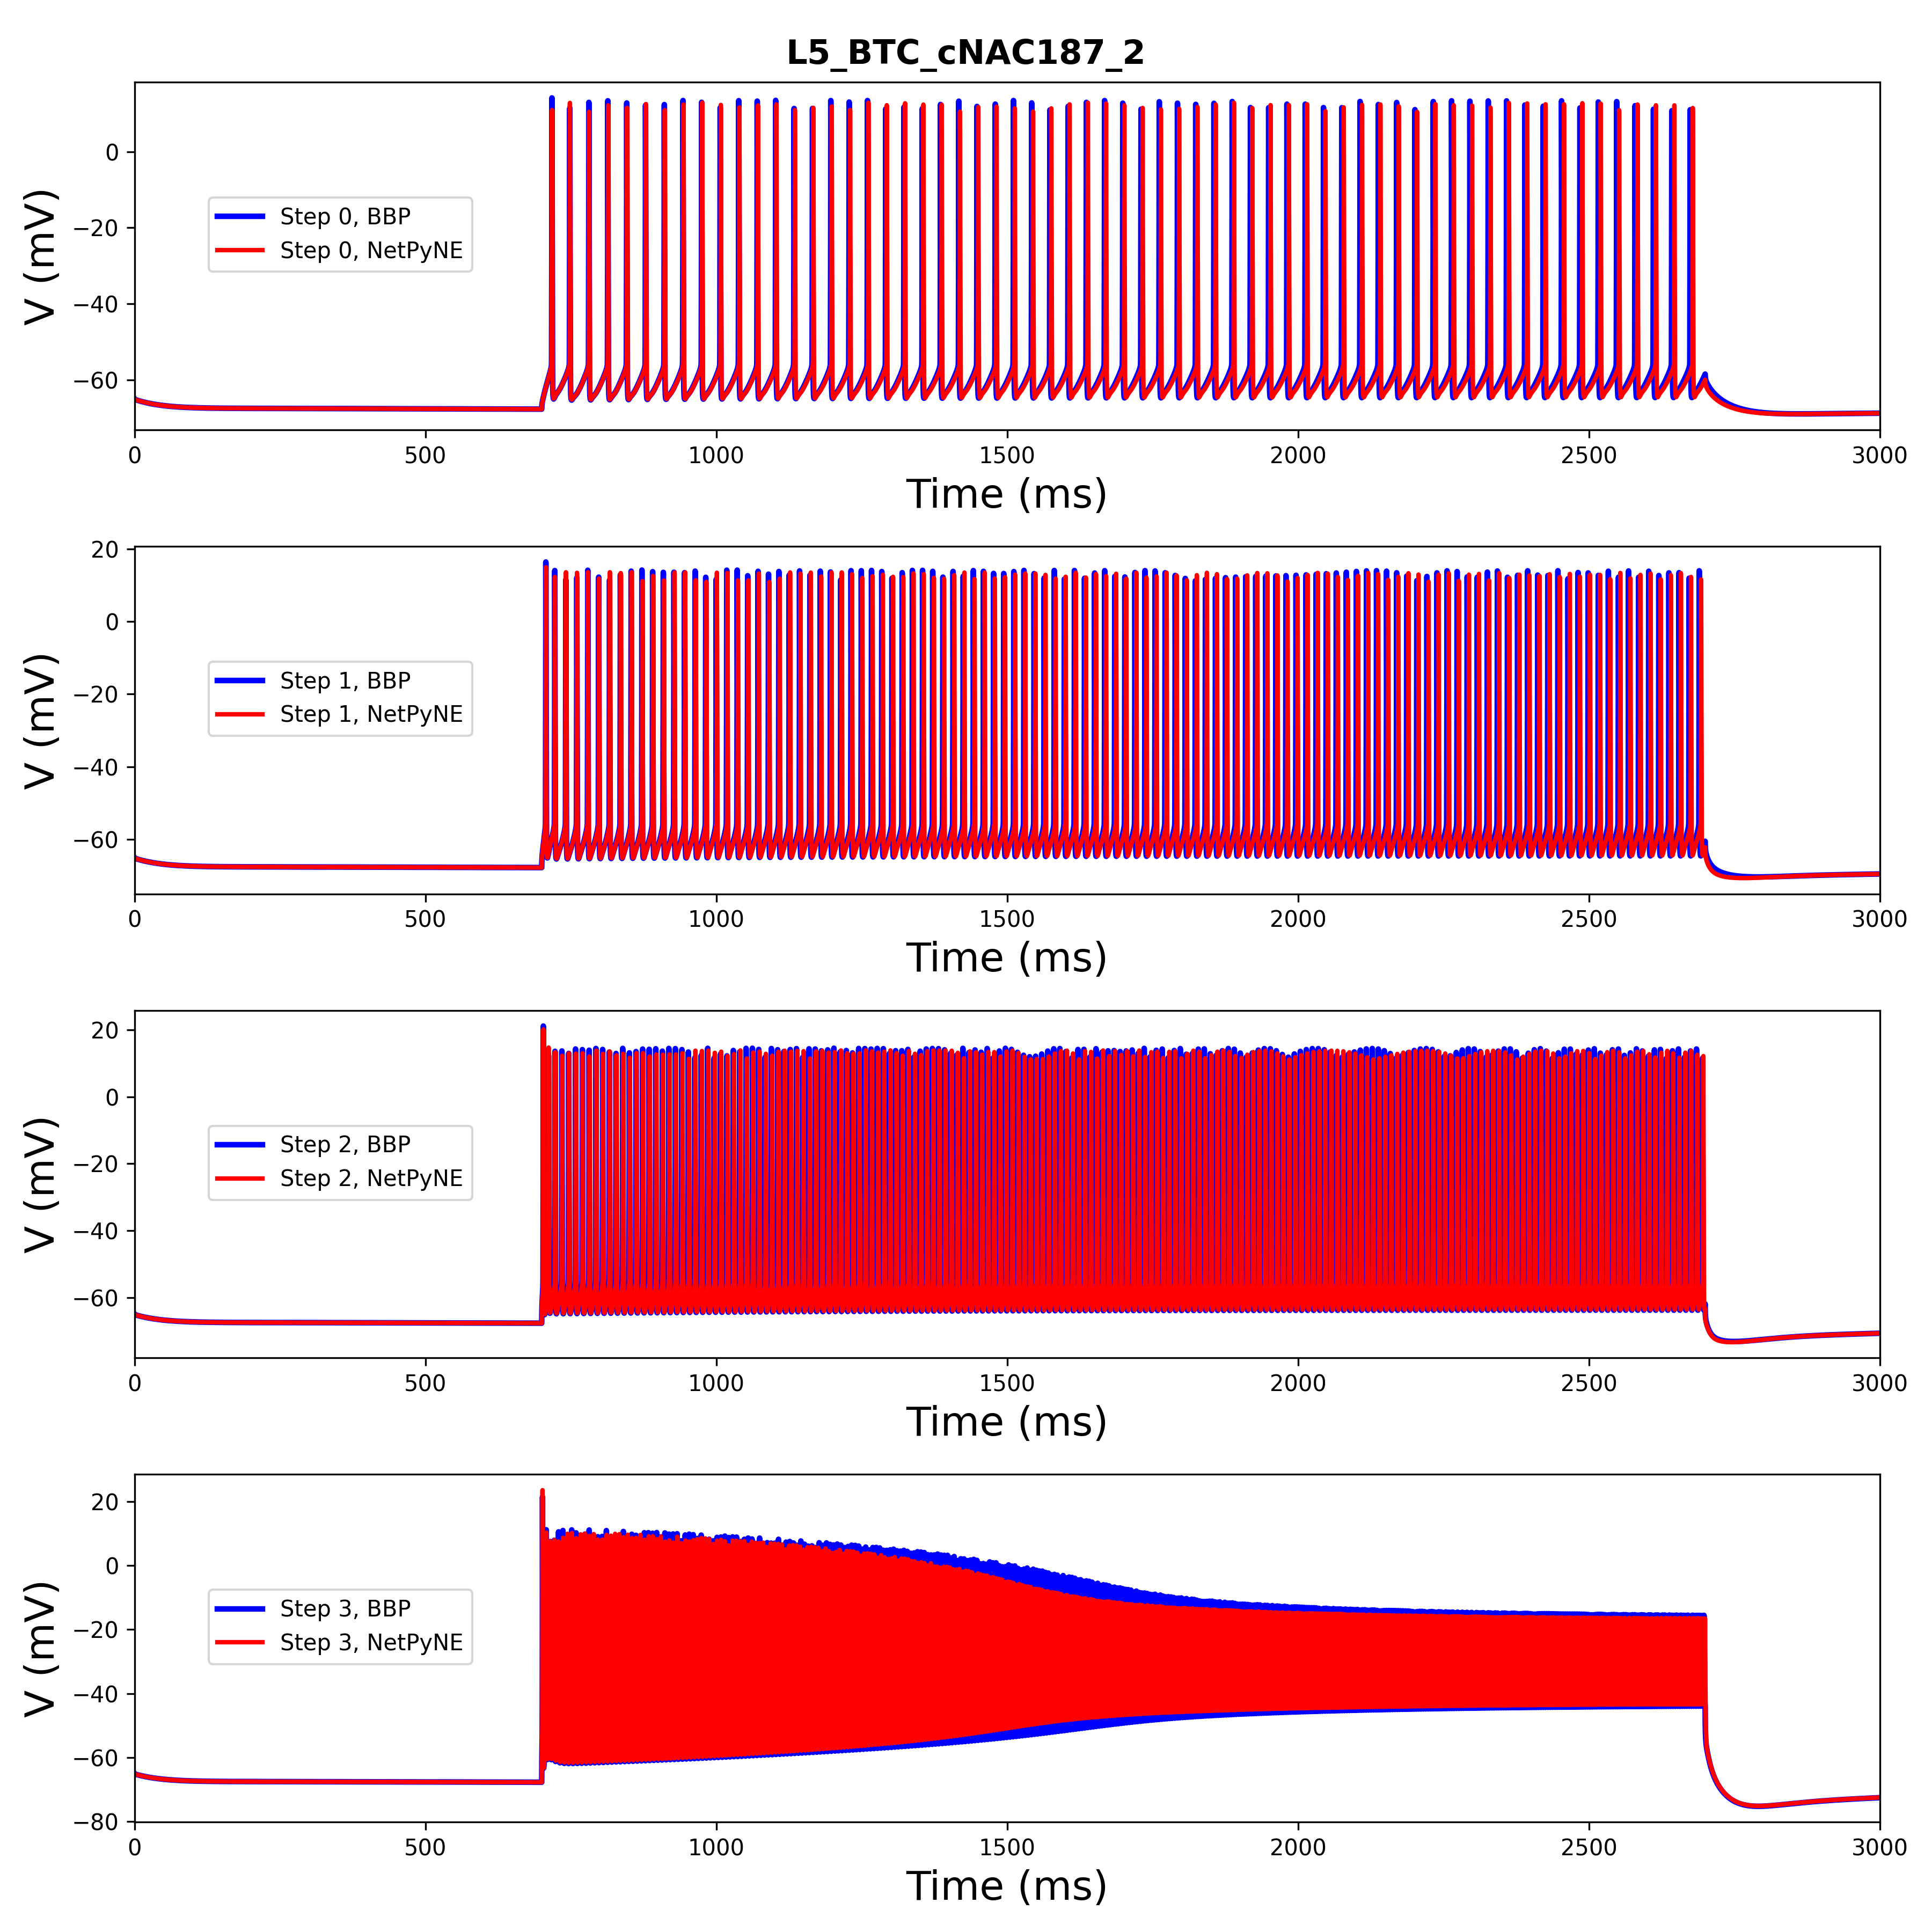 L5_BTC_cNAC187_2
V (mV)
0
−20
−40
−60
Step 0, BBP
Step 0, NetPyNE
0 500 1000 1500 2000 2500 3000
Time (ms)
V (mV)
20
0
−20
−40
−60
Step 1, BBP
Step 1, NetPyNE
0 500 1000 1500 2000 2500 3000
Time (ms)
V (mV)
20
0
−20
−40
−60
Step 2, BBP
Step 2, NetPyNE
0 500 1000 1500 2000 2500 3000
Time (ms)
V (mV)
20
0
−20
−40
−60
−80
Step 3, BBP
Step 3, NetPyNE
0 500 1000 1500 2000 2500 3000
Time (ms)